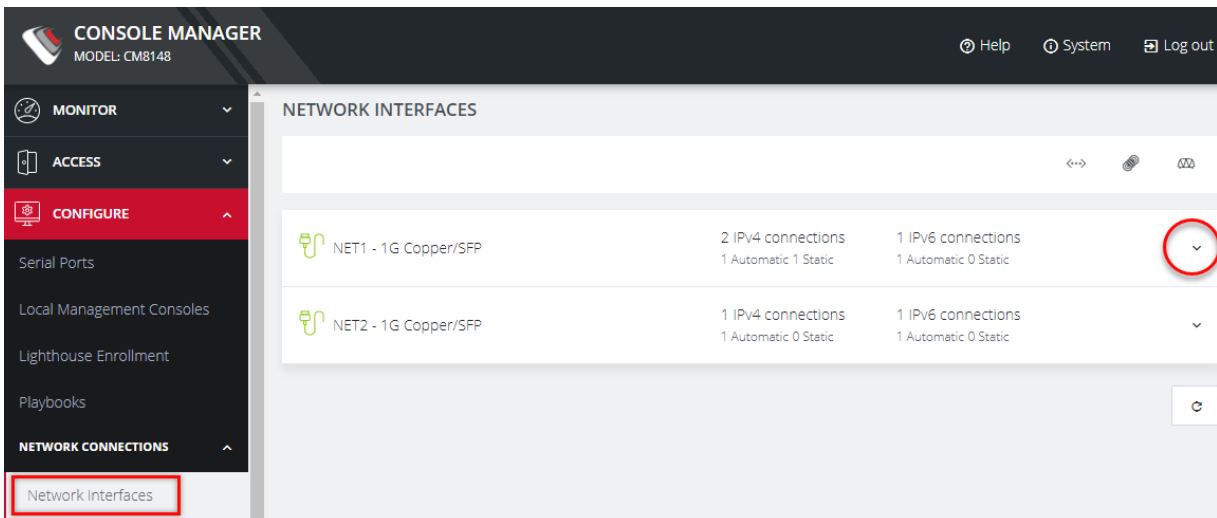 CONSOLE MANAGER
MODEL: CM8148
Help
System
Log out
MONITOR
ACCESS
CONFIGURE
Serial Ports
Local Management Consoles
Lighthouse Enrollment
Playbooks
NETWORK CONNECTIONS
Network Interfaces
NETWORK INTERFACES
NET1 - 1G Copper/SFP
2 IPv4 connections
1 Automatic 1 Static
1 IPv6 connections
1 Automatic 0 Static
NET2 - 1G Copper/SFP
1 IPv4 connections
1 Automatic 0 Static
1 IPv6 connections
1 Automatic 0 Static